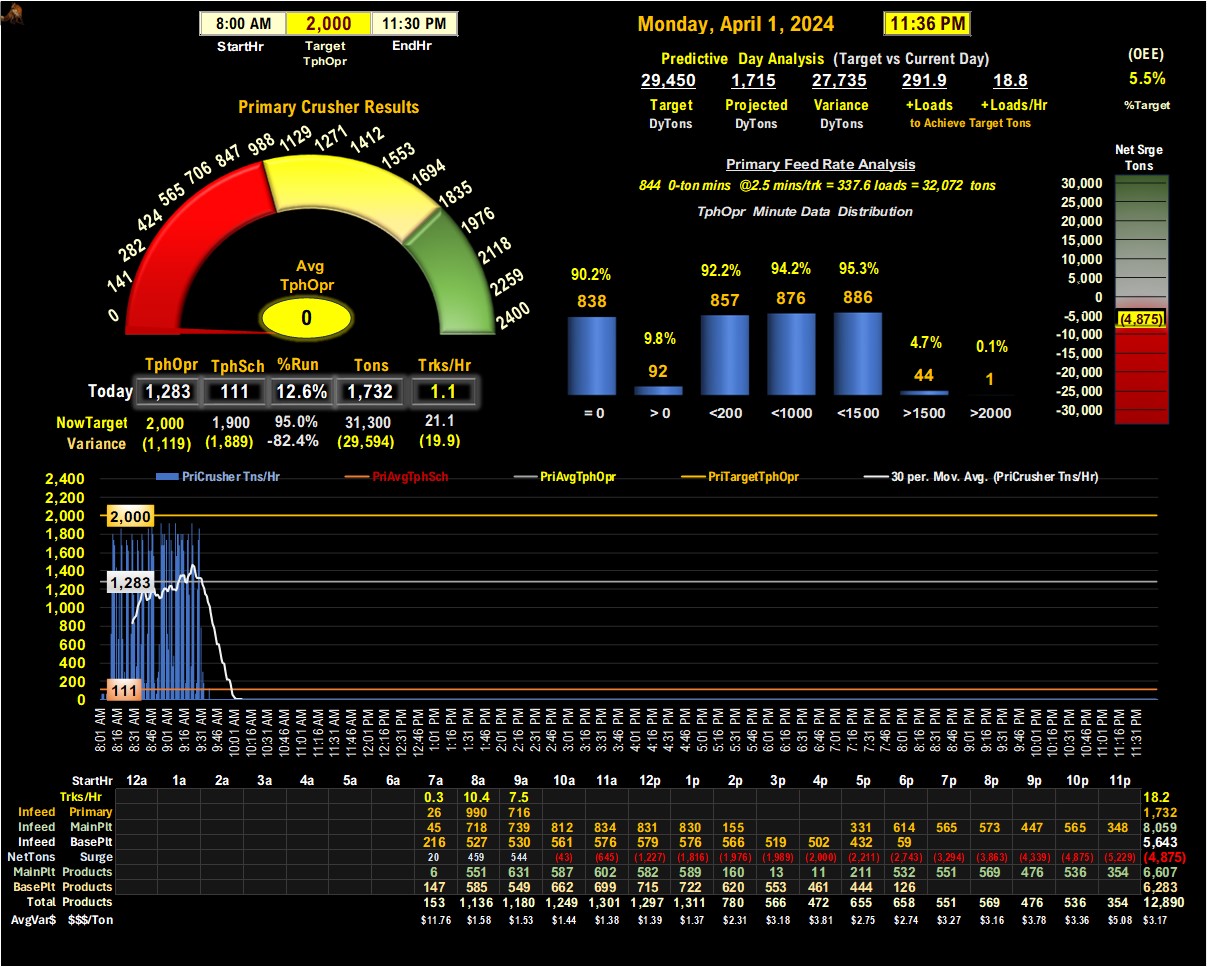 8:00 AM 2,000 11:30 PM
StartHr Target TphOpr EndHr
Monday, April 1, 2024 11:36 PM
Predictive Day Analysis (Target vs Current Day)
29,450 1,715 27,735 291.9 18.8
Target Projected Variance +Loads +Loads/Hr
DyTons DyTons DyTons to Achieve Target Tons
(OEE)
5.5%
%Target
Primary Crusher Results
0 141 282 424 565 706 847 988 1129 1271 1412 1553 1694 1835 1976 2118 2259 2400
Avg
TphOpr
0
TphOpr TphSch %Run Tons Trks/Hr
Today 1,283 111 12.6% 1,732 1.1
NowTarget 2,000 1,900 95.0% 31,300 21.1
Variance (1,119) (1,889) -82.4% (29,594) (19.9)
Primary Feed Rate Analysis
844 0-ton mins @2.5 mins/trk = 337.6 loads = 32,072 tons
TphOpr Minute Data Distribution
90.2% 9.8% 92.2% 94.2% 95.3% 4.7% 0.1%
838 92 857 876 886 44 1
= 0 > 0 <200 <1000 <1500 >1500 >2000
Net Srge
Tons
30,000
25,000
20,000
15,000
10,000
5,000
0
-5,000
(4,875)
-10,000
-15,000
-20,000
-25,000
-30,000
PriCrusher Tns/Hr PriAvgTphSch PriAvgTphOpr PriTargetTphOpr 30 per. Mov. Avg. (PriCrusher Tns/Hr)
2,400
2,200
2,000
1,800
1,600
1,400
1,200
1,000
800
600
400
200
0
2,000
1,283
111
8:01 AM 8:16 AM 8:31 AM 8:46 AM 9:01 AM 9:16 AM 9:31 AM 9:46 AM 10:01 AM 10:16 AM 10:31 AM 10:46 AM 11:01 AM 11:16 AM 11:31 AM 11:46 AM 12:01 PM 12:16 PM 12:31 PM 12:46 PM 1:01 PM 1:16 PM 1:31 PM 1:46 PM 2:01 PM 2:16 PM 2:31 PM 2:46 PM 3:01 PM 3:16 PM 3:31 PM 3:46 PM 4:01 PM 4:16 PM 4:31 PM 4:46 PM 5:01 PM 5:16 PM 5:31 PM 5:46 PM 6:01 PM 6:16 PM 6:31 PM 6:46 PM 7:01 PM 7:16 PM 7:31 PM 7:46 PM 8:01 PM 8:16 PM 8:31 PM 8:46 PM 9:01 PM 9:16 PM 9:31 PM 9:46 PM 10:01 PM 10:16 PM 10:31 PM 10:46 PM 11:01 PM 11:16 PM 11:31 PM
StartHr 12a 1a 2a 3a 4a 5a 6a 7a 8a 9a 10a 11a 12p 1p 2p 3p 4p 5p 6p 7p 8p 9p 10p 11p
Trks/Hr 0.3 10.4 7.5 18.2
Infeed Primary 26 990 716 1,732
Infeed MainPlt 45 718 739 812 834 831 830 155 331 614 565 573 447 565 348 8,059
Infeed BasePlt 216 527 530 561 576 579 576 566 519 502 432 59 5,643
NetTons Surge 20 459 544 (43) (645) (1,227) (1,816) (1,976) (1,989) (2,000) (2,211) (2,743) (3,294) (3,863) (4,339) (4,875) (5,229) (4,875)
MainPlt Products 6 551 631 587 602 582 589 160 13 11 211 532 551 569 476 536 354 6,607
BasePlt Products 147 585 549 662 699 715 722 620 553 461 444 126 6,283
Total Products 153 1,136 1,180 1,249 1,301 1,297 1,311 780 566 472 655 658 551 569 476 536 354 12,890
AvgVar$ $$$/Ton $11.76 $1.58 $1.53 $1.44 $1.38 $1.39 $1.37 $2.31 $3.18 $3.81 $2.75 $2.74 $3.27 $3.16 $3.78 $3.36 $5.08 $3.17